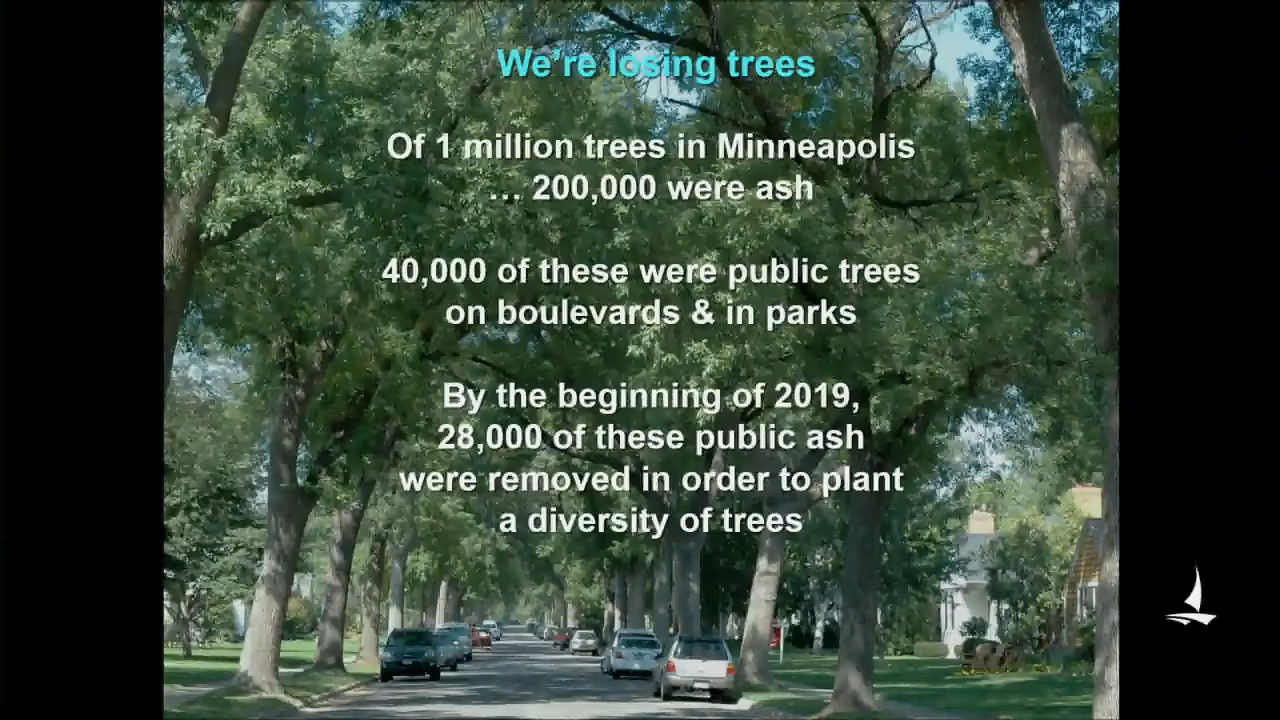 We're losing trees
Of 1 million trees in Minneapolis
... 200,000 were ash
40,000 of these were public trees
on boulevards & in parks
By the beginning of 2019,
28,000 of these public ash
were removed in order to plant
a diversity of trees